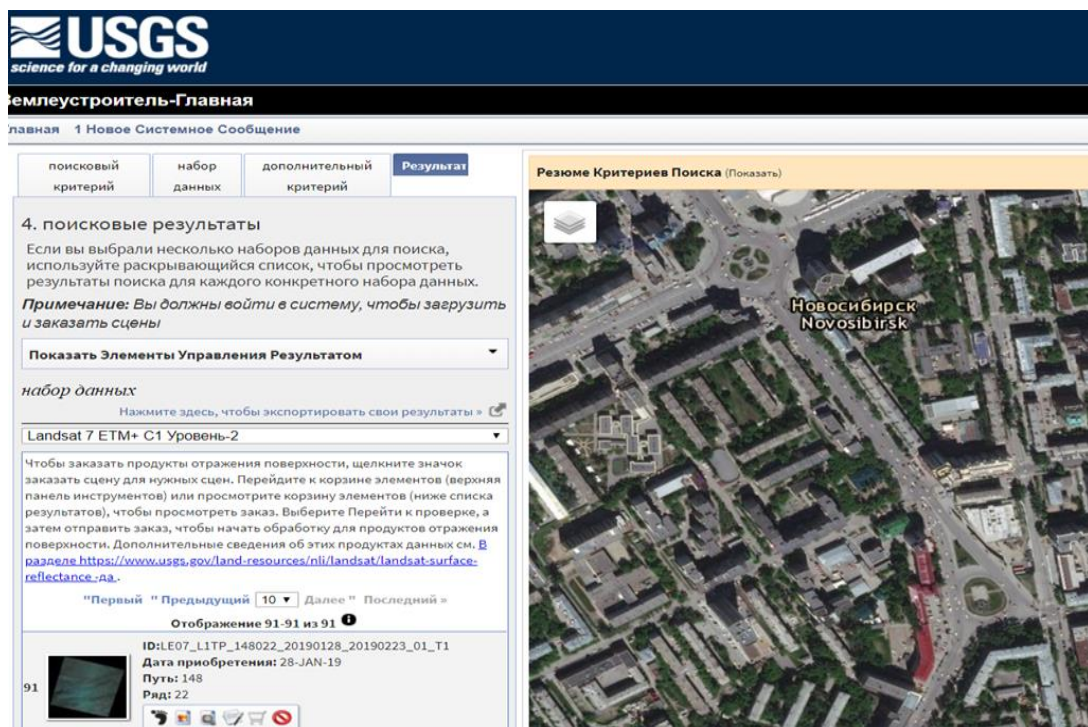 USGS
science for a changing world
Землеустроитель-Главная
Главная 1 Новое Системное Сообщение
поисковый критерий
набор данных
дополнительный критерий
Результат
4. поисковые результаты
Если вы выбрали несколько наборов данных для поиска,
используйте раскрывающийся список, чтобы просмотреть
результаты поиска для каждого конкретного набора данных.
Примечание: Вы должны войти в систему, чтобы загрузить
и заказать сцены
Показать Элементы Управления Результатом
набор данных
Нажмите здесь, чтобы экспортировать свои результаты »
Landsat 7 ETM+ C1 Уровень-2
Чтобы заказать продукты отражения поверхности, щелкните значок
заказать сцену для нужных сцен. Перейдите к корзине элементов (верхняя
панель инструментов) или просмотрите корзину элементов (ниже списка
результатов), чтобы просмотреть заказ. Выберите Перейти к проверке, а
затем отправить заказ, чтобы начать обработку для продуктов отражения
поверхности. Дополнительные сведения об этих продуктах данных см. В
разделе https://www.usgs.gov/land-resources/nli/landsat/landsat-surface-
reflectance -да .
"Первый " Предыдущий 10 Далее " Последний »
Отображение 91-91 из 91
91
ID:LE07_L1TP_148022_20190128_20190223_01_T1
Дата приобретения: 28-JAN-19
Путь: 148
Ряд: 22
Резюме Критериев Поиска (Показать)
Новосибирск
Novosibirsk